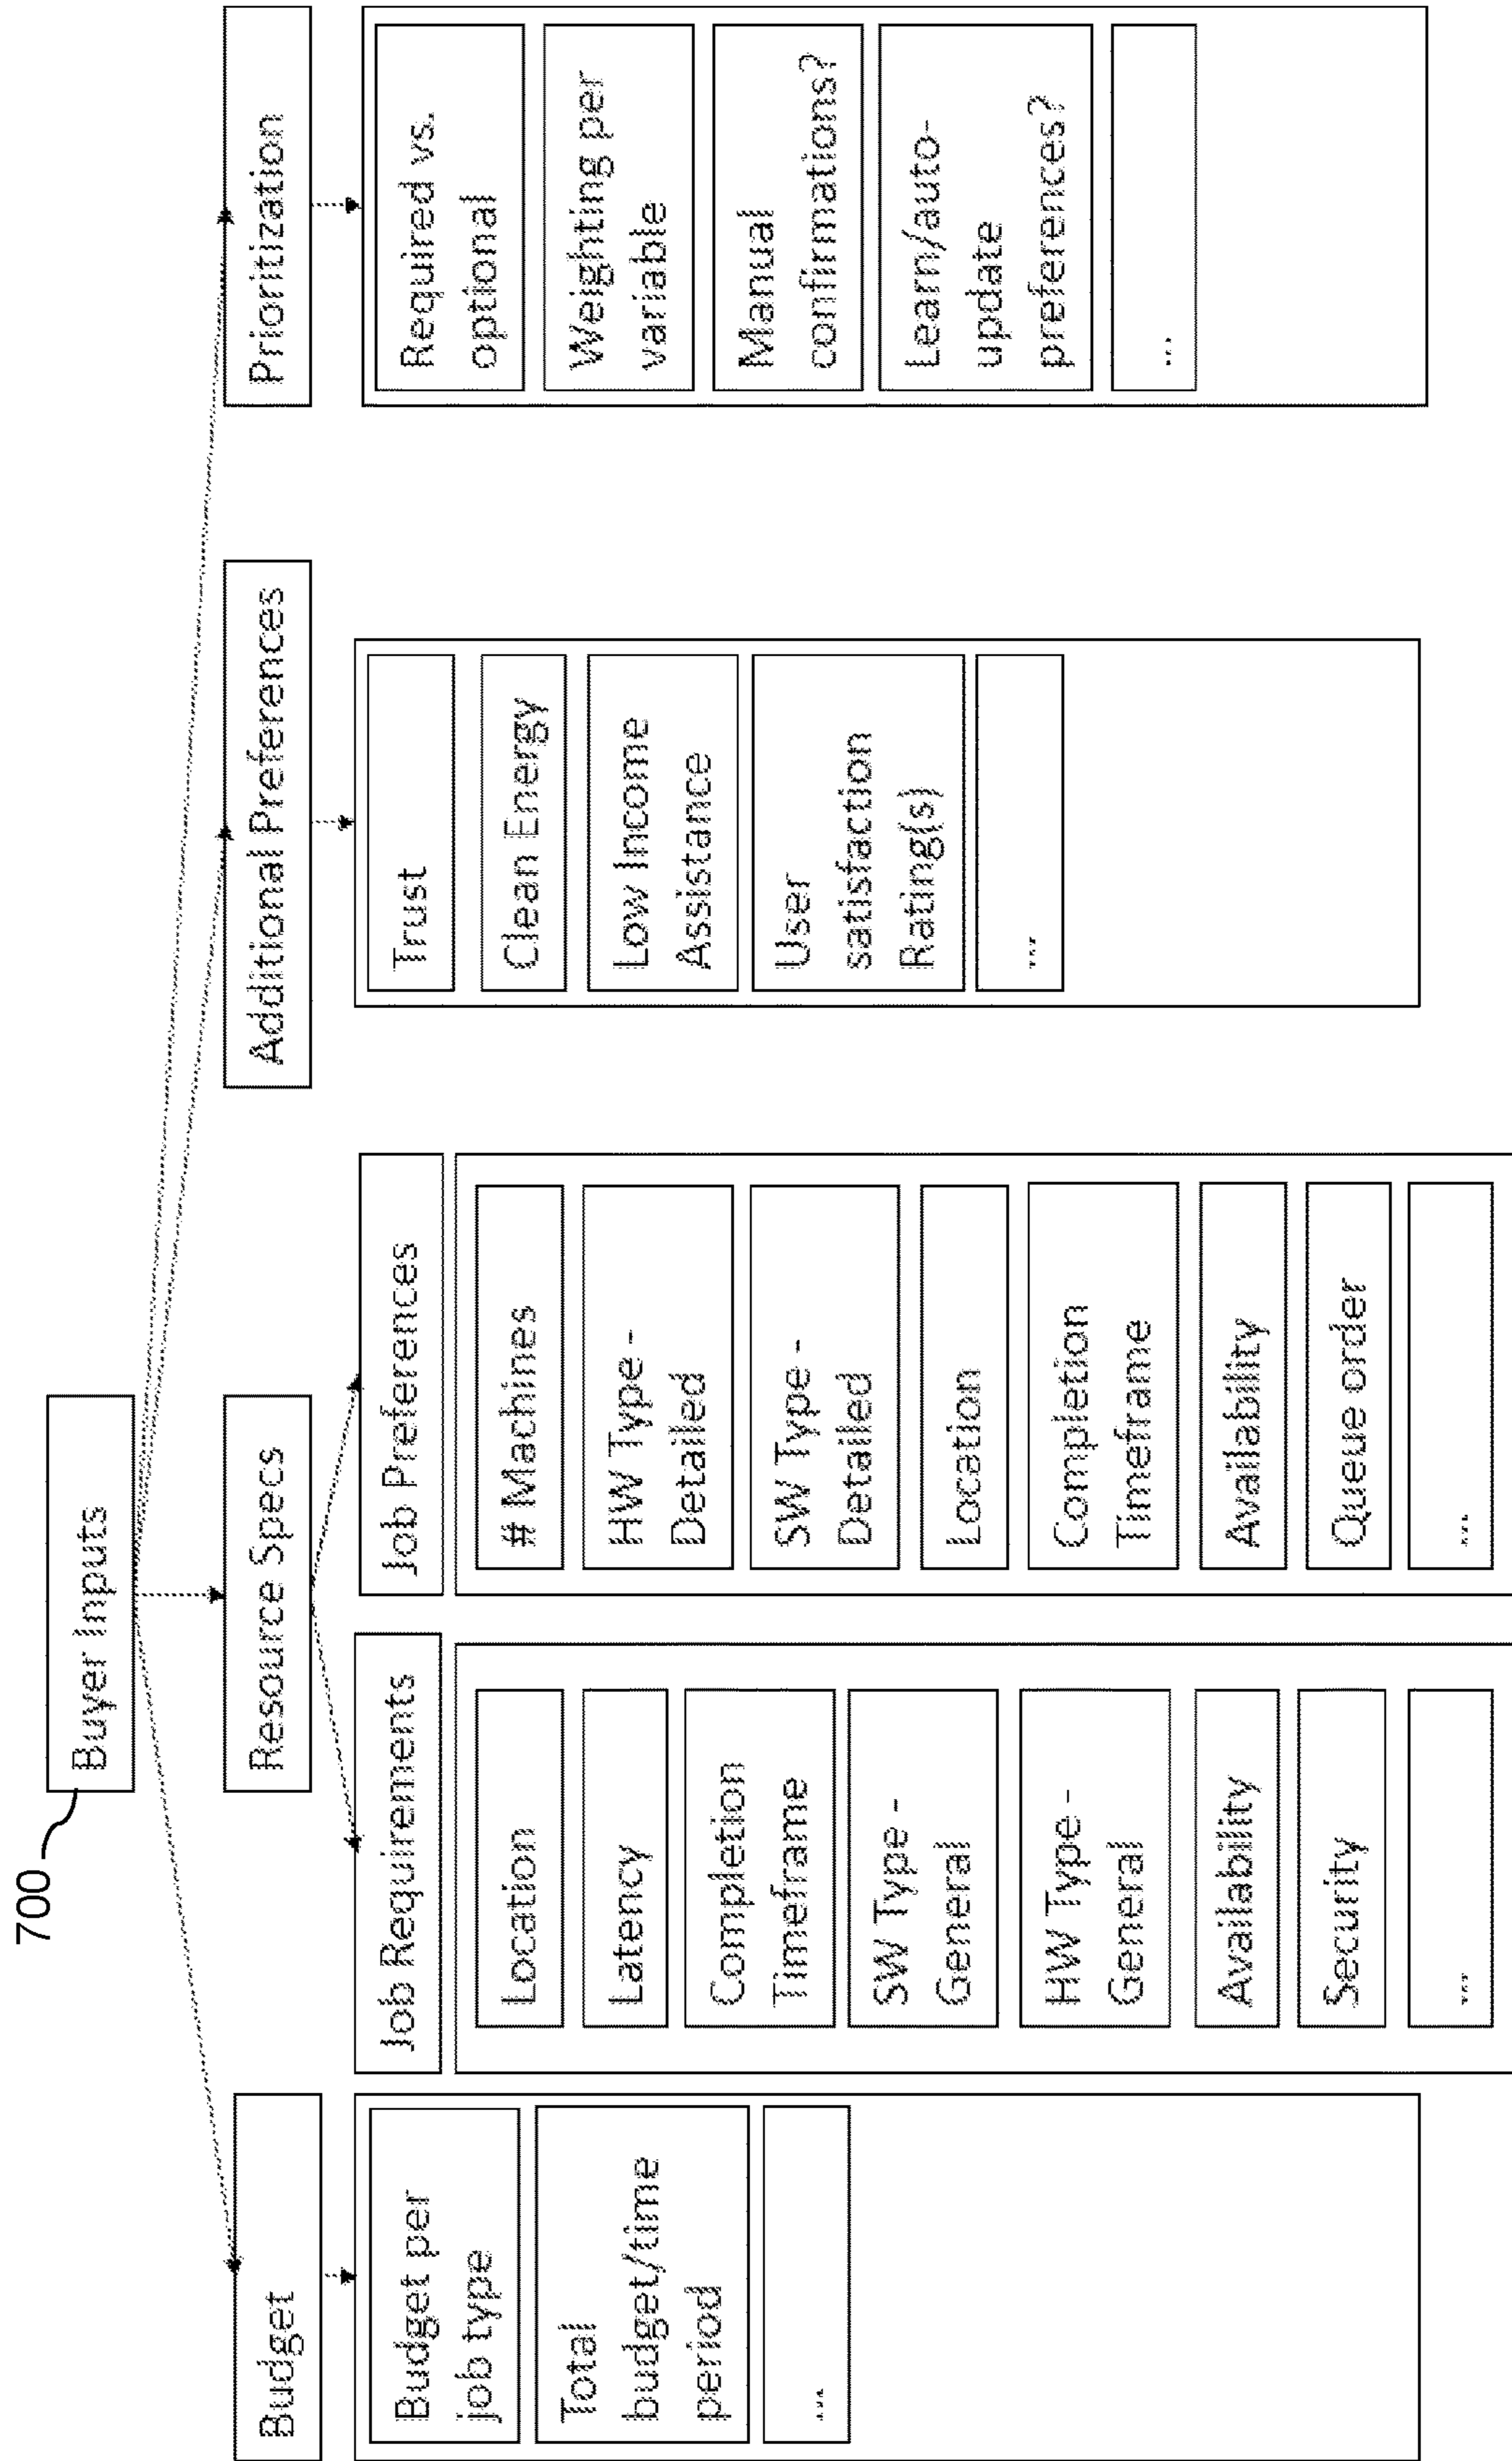 700
Buyer Inputs
Budget
Resource Specs
Additional Preferences
Prioritization
Budget per
job type
Total
budget/time
period
...
Job Requirements
Location
Latency
Completion
Timeframe
SW Type -
General
HW Type -
General
Availability
Security
...
Job Preferences
# Machines
HW Type -
Detailed
SW Type -
Detailed
Location
Completion
Timeframe
Availability
Queue order
...
Trust
Clean Energy
Low Income
Assistance
User
satisfaction
Rating(s)
...
Required vs.
optional
Weighting per
variable
Manual
confirmations?
Learn/auto-
update
preferences?
...